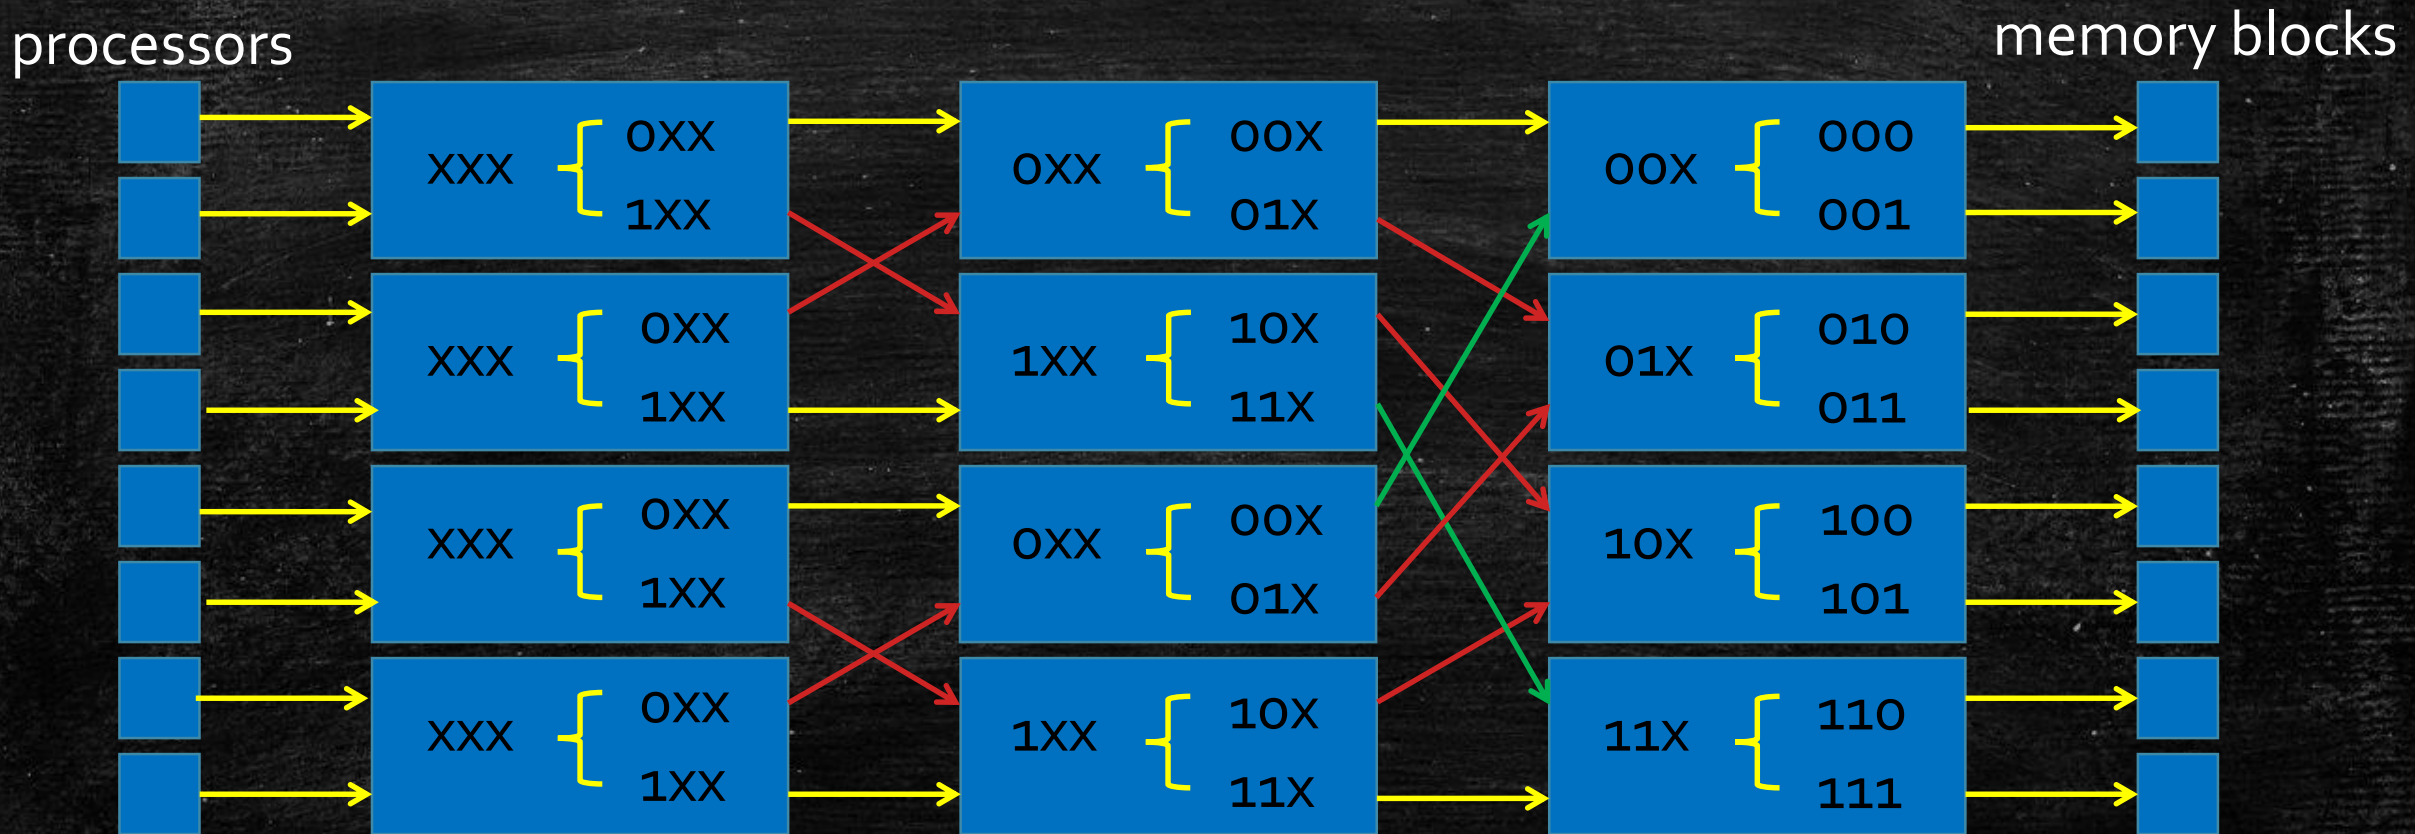 processors
memory blocks
XXX 0XX 1XX
0XX 00X 01X
00X 000 001
XXX 0XX 1XX
1XX 10X 11X
01X 010 011
XXX 0XX 1XX
0XX 00X 01X
10X 100 101
XXX 0XX 1XX
1XX 10X 11X
11X 110 111